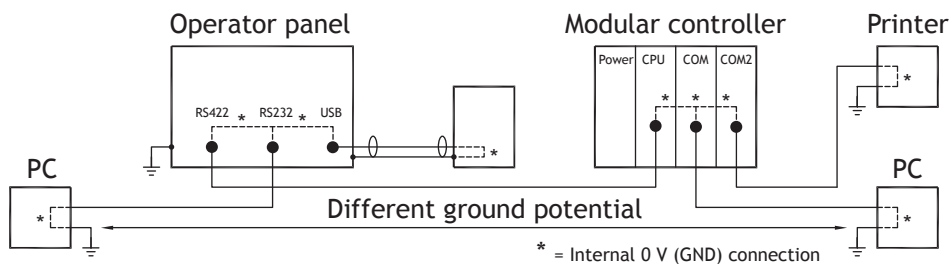 Operator panel
Modular controller
Printer
Power CPU COM COM2
*
* *
RS422 * RS232 * USB
*
*
PC
PC
*
*
Different ground potential
* = Internal 0 V (GND) connection